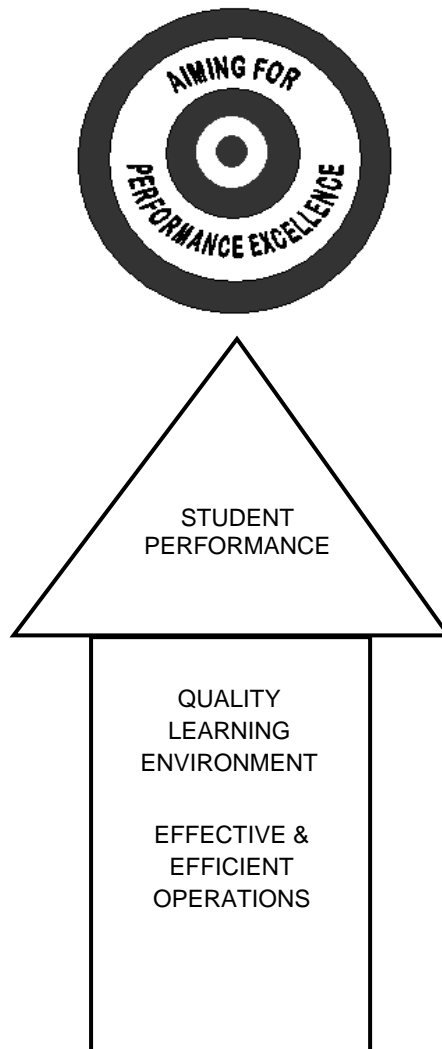 AIMING FOR
PERFORMANCE EXCELLENCE
STUDENT
PERFORMANCE
QUALITY
LEARNING
ENVIRONMENT
EFFECTIVE &
EFFICIENT
OPERATIONS